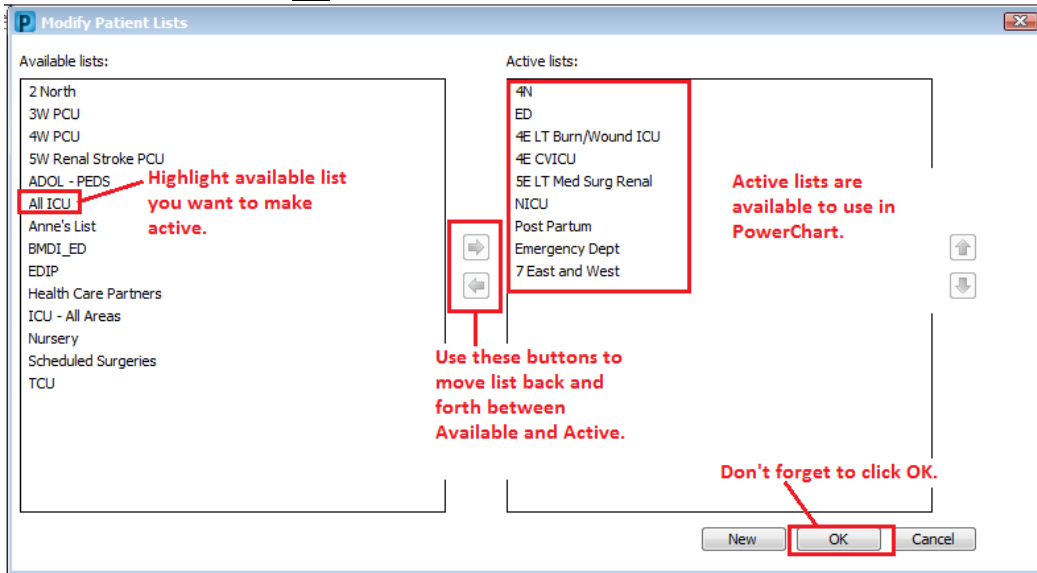 P Modify Patient Lists
Available lists:
2 North
3W PCU
4W PCU
5W Renal Stroke PCU
ADOL - PEDS
All ICU
Anne's List
BMDI_ED
EDIP
Health Care Partners
ICU - All Areas
Nursery
Scheduled Surgeries
TCU
Highlight available list
you want to make
active.
Active lists:
4N
ED
4E LT Burn/Wound ICU
4E CVICU
5E LT Med Surg Renal
NICU
Post Partum
Emergency Dept
7 East and West
Active lists are
available to use in
PowerChart.
Use these buttons to
move list back and
forth between
Available and Active.
Don't forget to click OK.
New
OK
Cancel